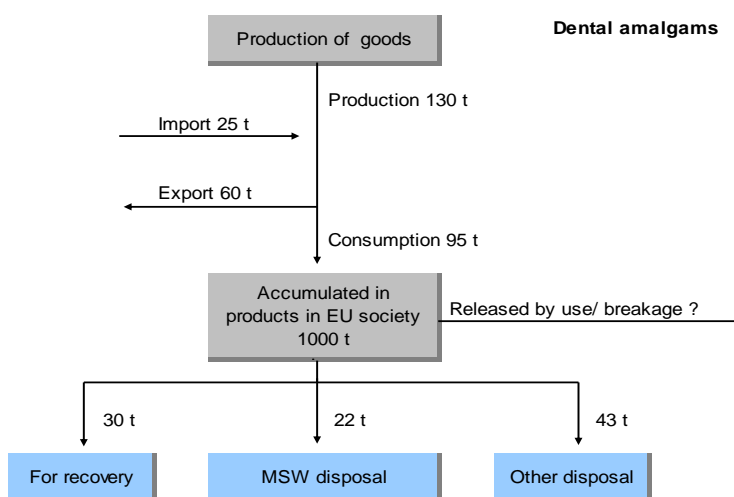 Dental amalgams
Production of goods
Production 130 t
Import 25 t
Export 60 t
Consumption 95 t
Accumulated in
products in EU society
1000 t
Released by use/ breakage ?
30 t
22 t
43 t
For recovery
MSW disposal
Other disposal